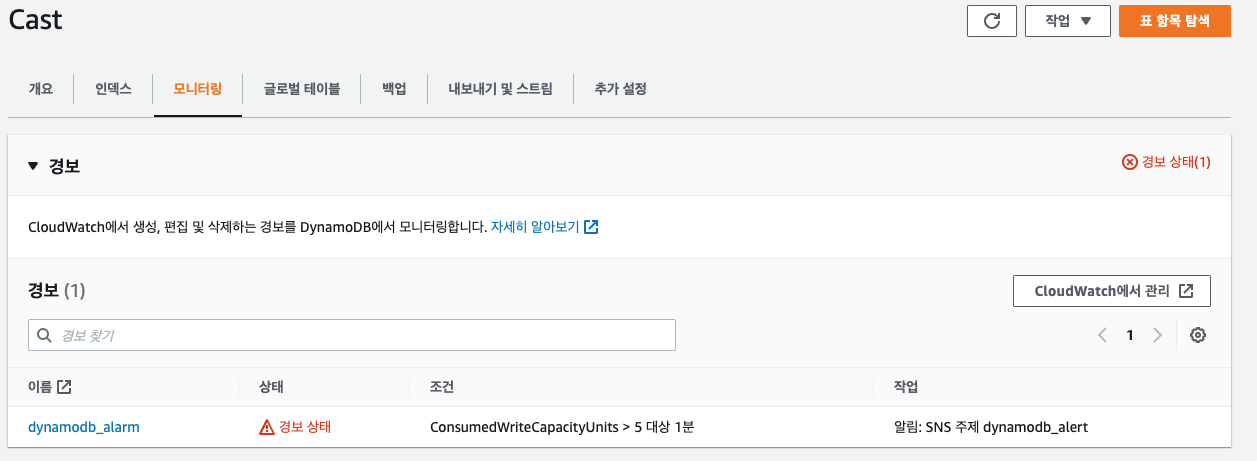 Cast
작업 ▼
표 항목 탐색
개요
인덱스
모니터링
글로벌 테이블
백업
내보내기 및 스트림
추가 설정
▼ 경보
경보 상태(1)
CloudWatch에서 생성, 편집 및 삭제하는 경보를 DynamoDB에서 모니터링합니다. 자세히 알아보기
경보 (1)
CloudWatch에서 관리
경보 찾기
1
이름 상태 조건 작업
dynamodb_alarm 경보 상태 ConsumedWriteCapacityUnits > 5 대상 1분 알림: SNS 주제 dynamodb_alert